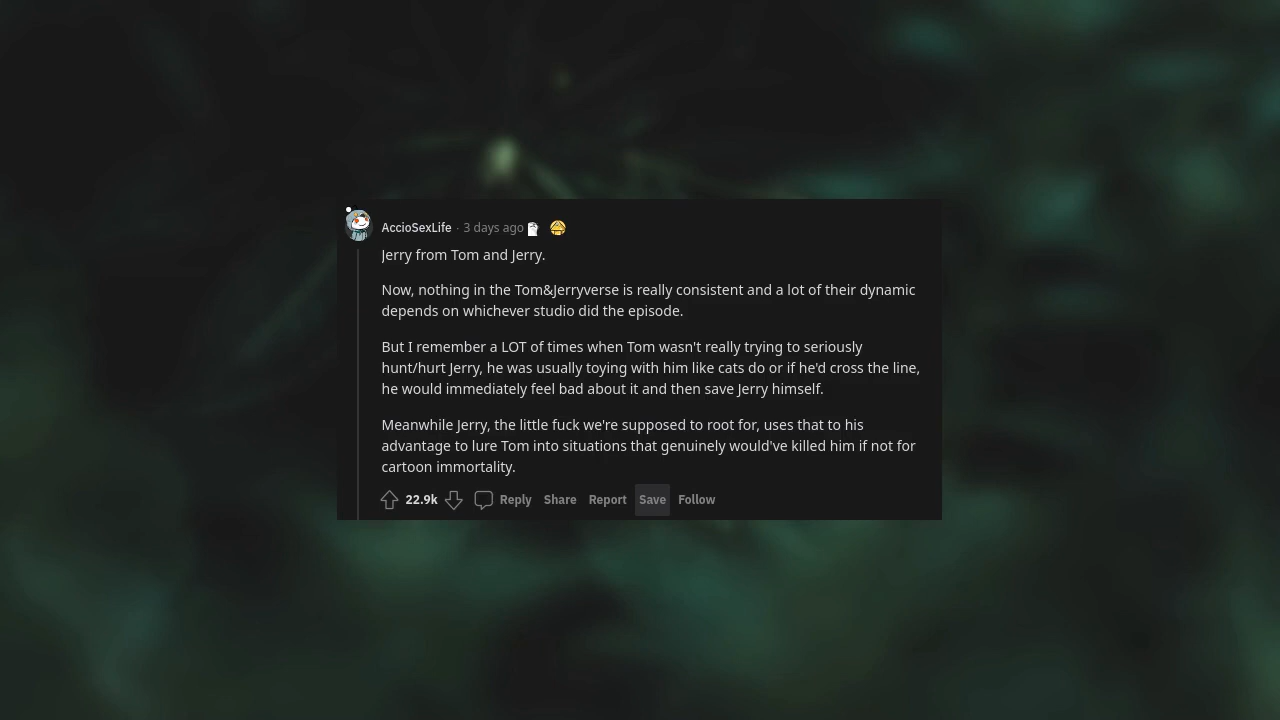 AccioSexLife · 3 days ago
Jerry from Tom and Jerry.
Now, nothing in the Tom&Jerryverse is really consistent and a lot of their dynamic
depends on whichever studio did the episode.
But I remember a LOT of times when Tom wasn't really trying to seriously
hunt/hurt Jerry, he was usually toying with him like cats do or if he'd cross the line,
he would immediately feel bad about it and then save Jerry himself.
Meanwhile Jerry, the little fuck we're supposed to root for, uses that to his
advantage to lure Tom into situations that genuinely would've killed him if not for
cartoon immortality.
22.9k Reply Share Report Save Follow